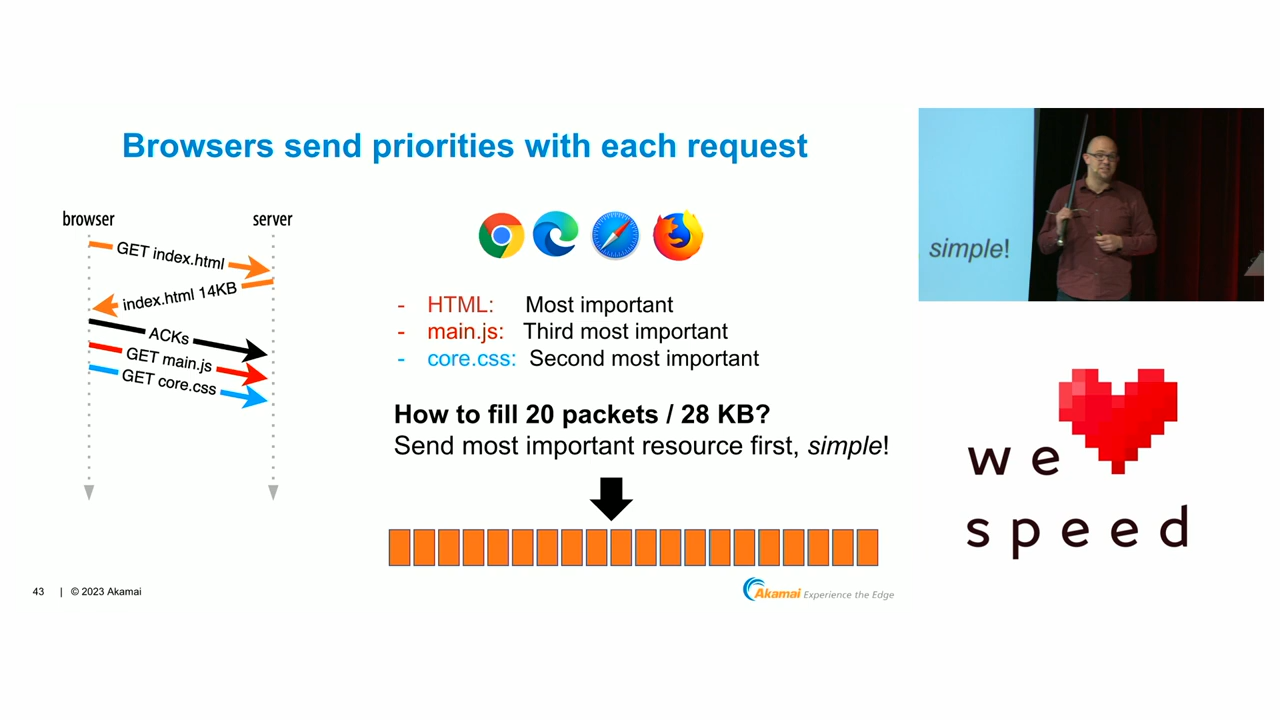 Browsers send priorities with each request
browser
server
GET index.html
index.html 14KB
ACKs
GET main.js
GET core.css
- HTML: Most important
- main.js: Third most important
- core.css: Second most important
How to fill 20 packets / 28 KB?
Send most important resource first, simple!
43 | © 2023 Akamai
Akamai Experience the Edge
simple!
we
speed